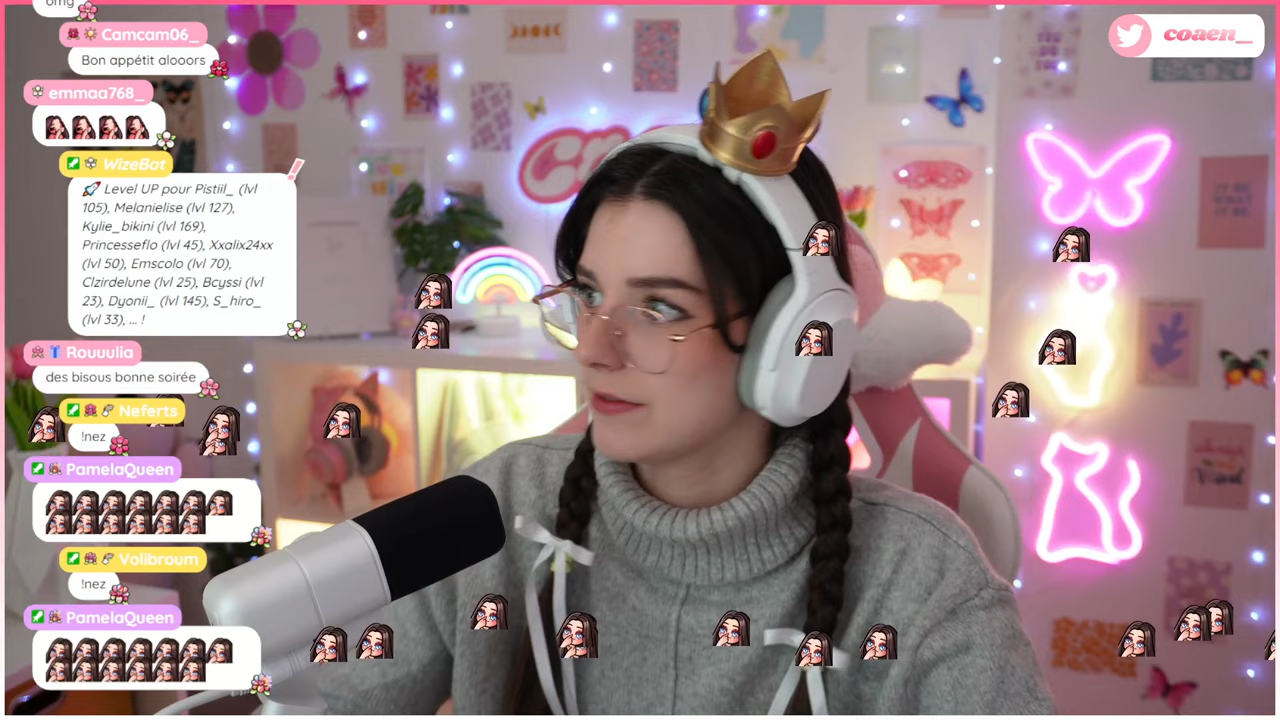 omg
Camcam06_
Bon appétit alooors
emmaa768_
WizeBot
Level UP pour Pistiil_ (lvl
105), Melanielise (lvl 127),
Kylie_bikini (lvl 169),
Princesseflo (lvl 45), Xxalix24xx
(lvl 50), Emscolo (lvl 70),
Clzirdelune (lvl 25), Bcyssi (lvl
23), Dyonii_ (lvl 145), S_hiro_
(lvl 33), ... !
Rouuulia
des bisous bonne soirée
Neferts
!nez
PamelaQueen
Volibroum
!nez
PamelaQueen
coaen_